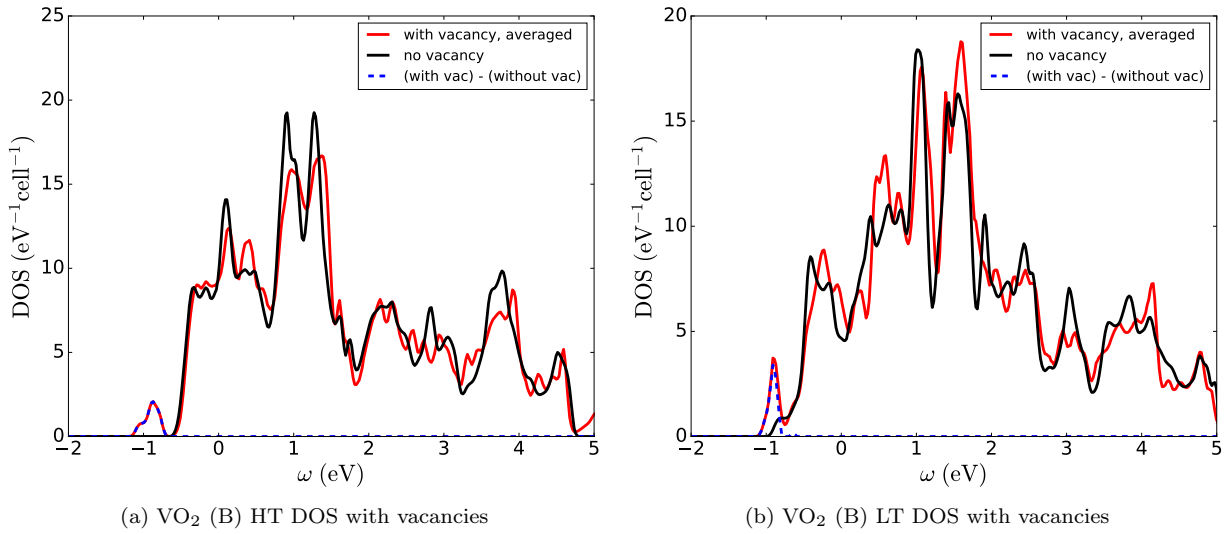 25
20
15
10
5
0
−2
−1
0
1
2
3
4
5
DOS (eV−1cell−1)
ω (eV)
with vacancy, averaged
no vacancy
(with vac) - (without vac)
(a) VO2 (B) HT DOS with vacancies
20
15
10
5
0
−2
−1
0
1
2
3
4
5
DOS (eV−1cell−1)
ω (eV)
with vacancy, averaged
no vacancy
(with vac) - (without vac)
(b) VO2 (B) LT DOS with vacancies